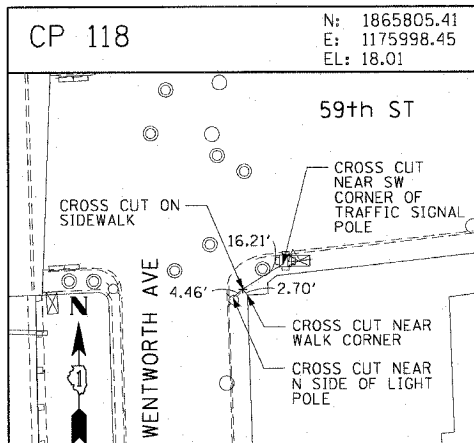 CP 118
N: 1865805.41
E: 1175998.45
EL: 18.01
59th ST
CROSS CUT
NEAR SW
CORNER OF
TRAFFIC SIGNAL
POLE
CROSS CUT ON
SIDEWALK
16.21'
4.46'
2.70'
CROSS CUT NEAR
WALK CORNER
CROSS CUT NEAR
N SIDE OF LIGHT
POLE
WENTWORTH AVE
N
1